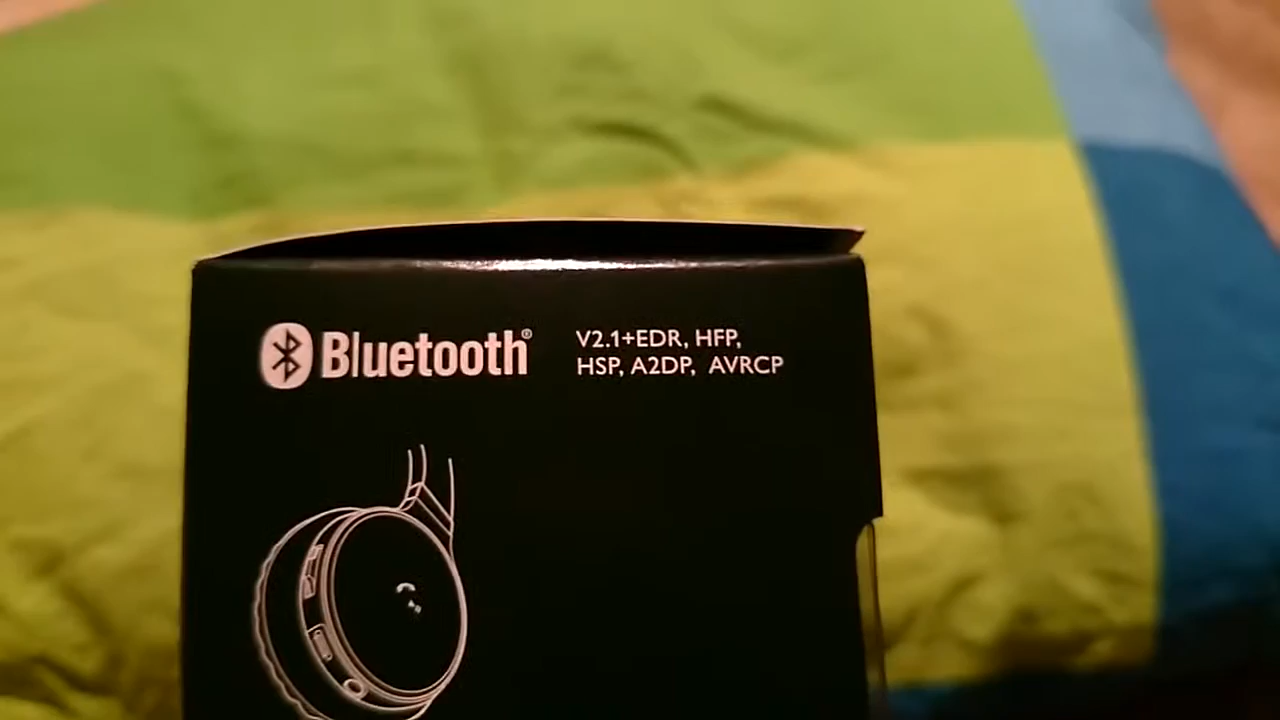 Bluetooth®
V2.1+EDR, HFP,
HSP, A2DP, AVRCP